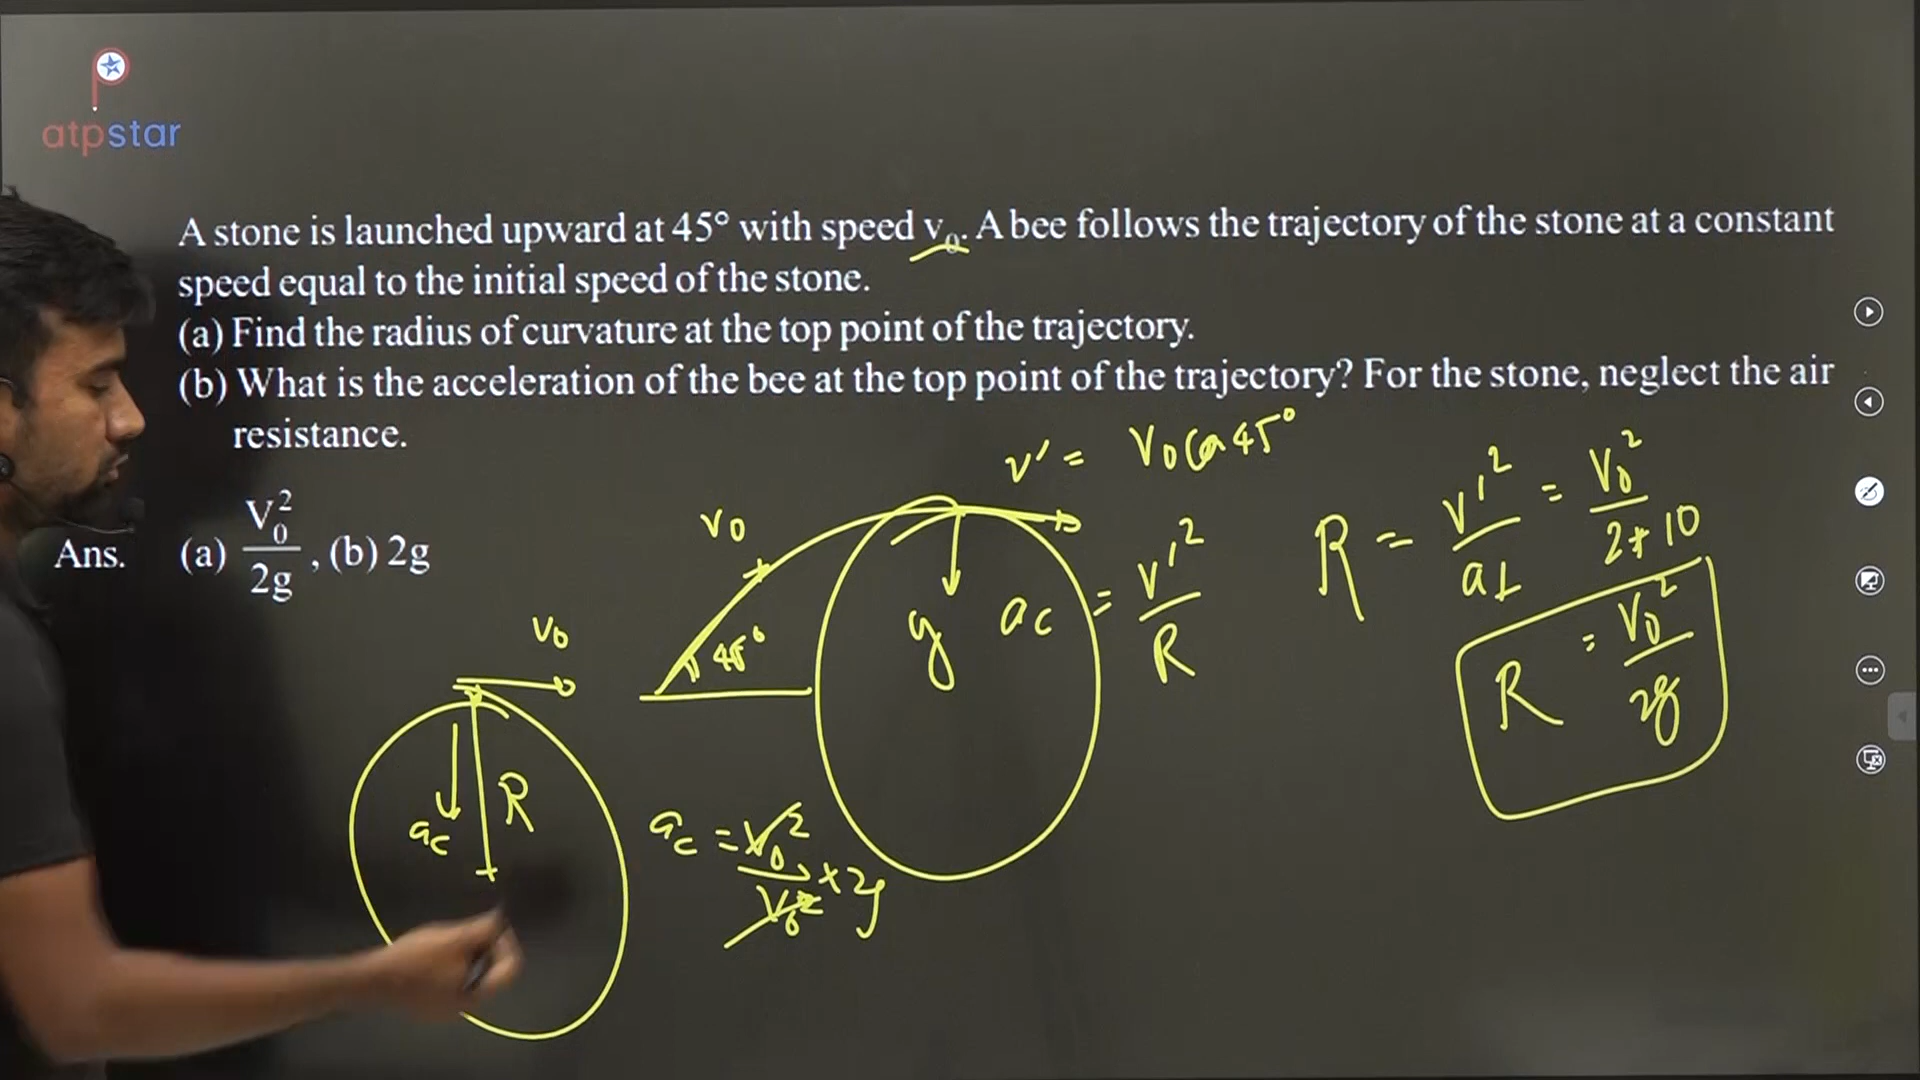 atpstar
A stone is launched upward at 45° with speed v₀. A bee follows the trajectory of the stone at a constant
speed equal to the initial speed of the stone.
(a) Find the radius of curvature at the top point of the trajectory.
(b) What is the acceleration of the bee at the top point of the trajectory? For the stone, neglect the air
resistance.
Ans. (a) V₀²/2g , (b) 2g
v' = V₀ Cos 45°
V₀
45°
g
a_c = v'²/R
R = v'²/a⊥ = V₀²/2*10
R = V₀²/2g
V₀
a_c
R
a_c = V₀²/V₀² × 2g